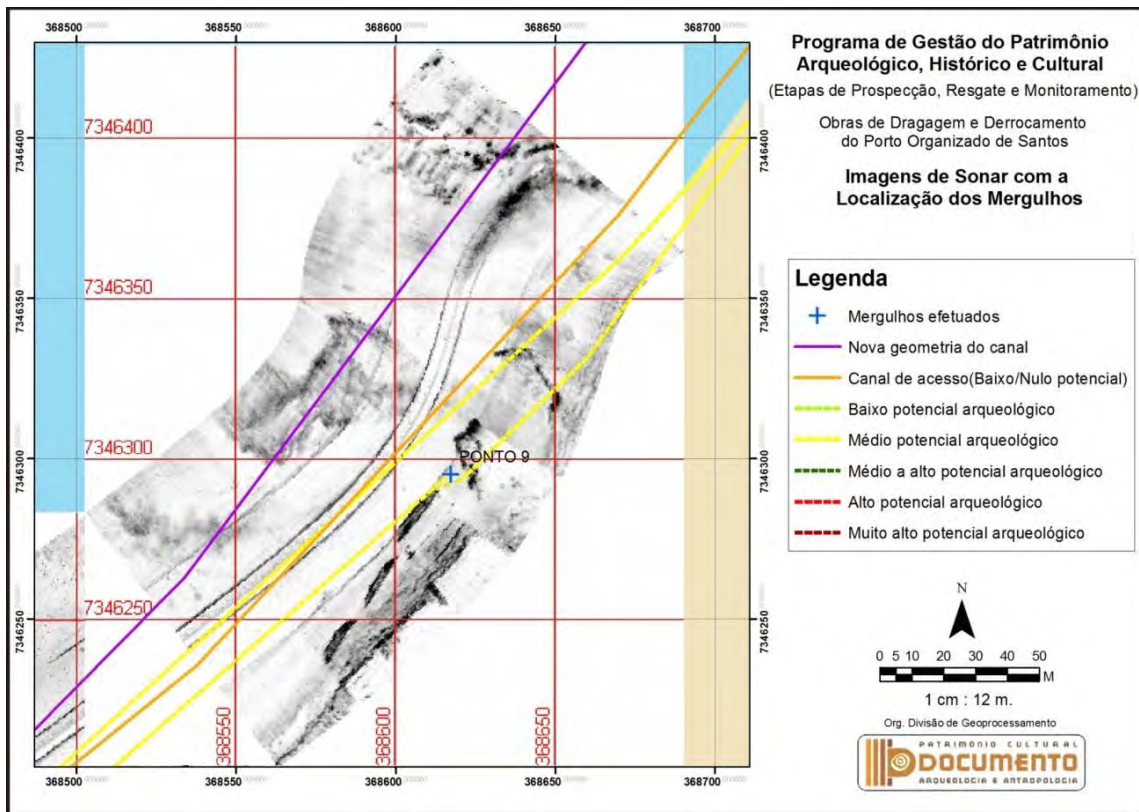 368500
368550
368600
368650
368700
7346400
7346400
7346400
7346350
7346350
7346350
7346300
7346300
7346300
PONTO 9
7346250
7346250
7346250
368550
368600
368650
368500
368550
368600
368650
368700
Programa de Gestão do Patrimônio
Arqueológico, Histórico e Cultural
(Etapas de Prospecção, Resgate e Monitoramento)
Obras de Dragagem e Derrocamento
do Porto Organizado de Santos
Imagens de Sonar com a
Localização dos Mergulhos
Legenda
Mergulhos efetuados
Nova geometria do canal
Canal de acesso(Baixo/Nulo potencial)
Baixo potencial arqueológico
Médio potencial arqueológico
Médio a alto potencial arqueológico
Alto potencial arqueológico
Muito alto potencial arqueológico
N
0 5 10 20 30 40 50
M
1 cm : 12 m.
Org. Divisão de Geoprocessamento
PATRIMÔNIO CULTURAL
DOCUMENTO
ARQUEOLOGIA E ANTROPOLOGIA